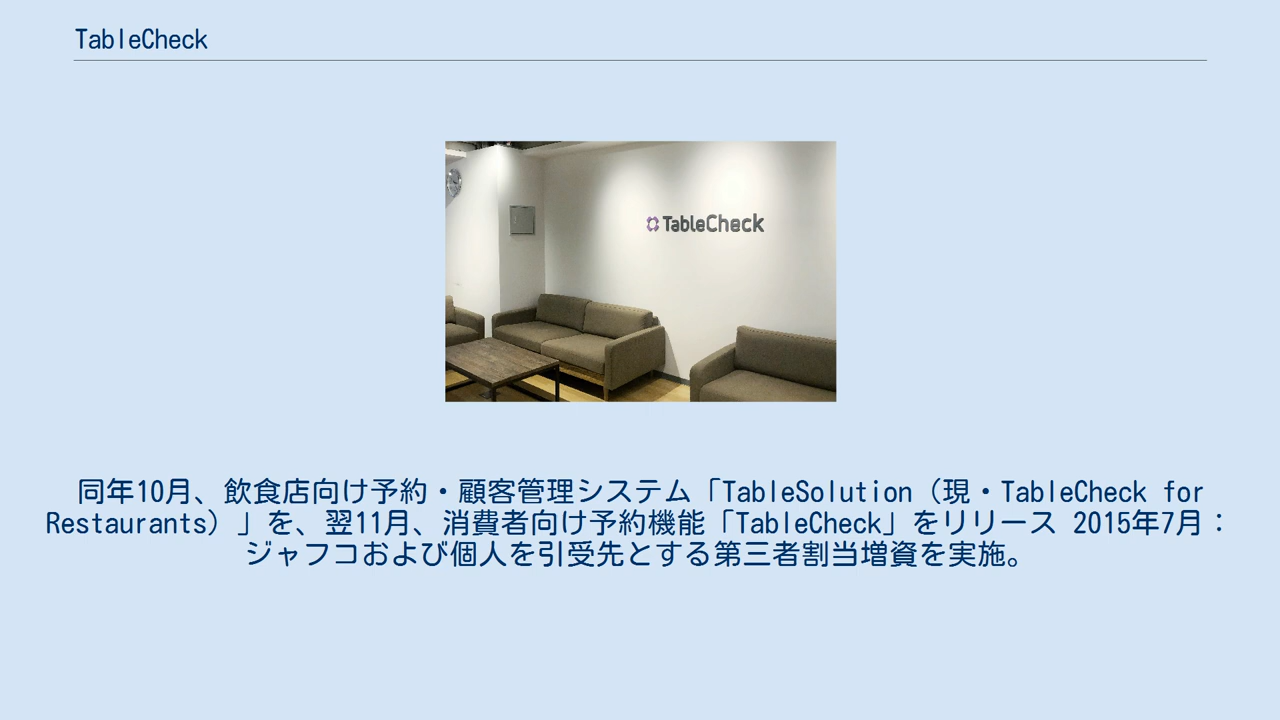 TableCheck
TableCheck
同年10月、飲食店向け予約・顧客管理システム「TableSolution（現・TableCheck for
Restaurants）」を、翌11月、消費者向け予約機能「TableCheck」をリリース 2015年7月：
ジャフコおよび個人を引受先とする第三者割当増資を実施。